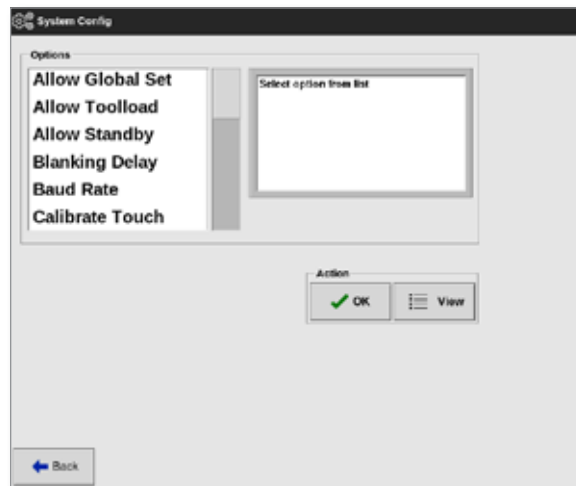 System Config
Options
Allow Global Set
Allow Toolload
Allow Standby
Blanking Delay
Baud Rate
Calibrate Touch
Select option from list
Action
OK
View
Back